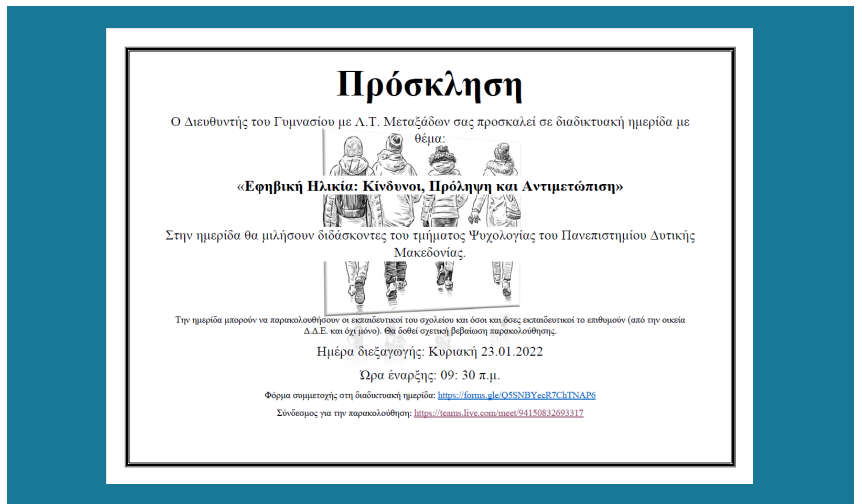 Πρόσκληση
Ο Διευθυντής του Γυμνασίου με Λ.Τ. Μεταξάδων σας προσκαλεί σε διαδικτυακή ημερίδα με
θέμα:
«Εφηβική Ηλικία: Κίνδυνοι, Πρόληψη και Αντιμετώπιση»
Στην ημερίδα θα μιλήσουν διδάσκοντες του τμήματος Ψυχολογίας του Πανεπιστημίου Δυτικής
Μακεδονίας.
Την ημερίδα μπορούν να παρακολουθήσουν οι εκπαιδευτικοί του σχολείου και όσοι και όσες εκπαιδευτικοί το επιθυμούν (από την οικεία
Δ.Δ.Ε. και όχι μόνο). Θα δοθεί σχετική βεβαίωση παρακολούθησης.
Ημέρα διεξαγωγής: Κυριακή 23.01.2022
Ώρα έναρξης: 09: 30 π.μ.
Φόρμα συμμετοχής στη διαδικτυακή ημερίδα: https://forms.gle/Q5SNBYecR7ChTNAP6
Σύνδεσμος για την παρακολούθηση: https://teams.live.com/meet/94150832693317